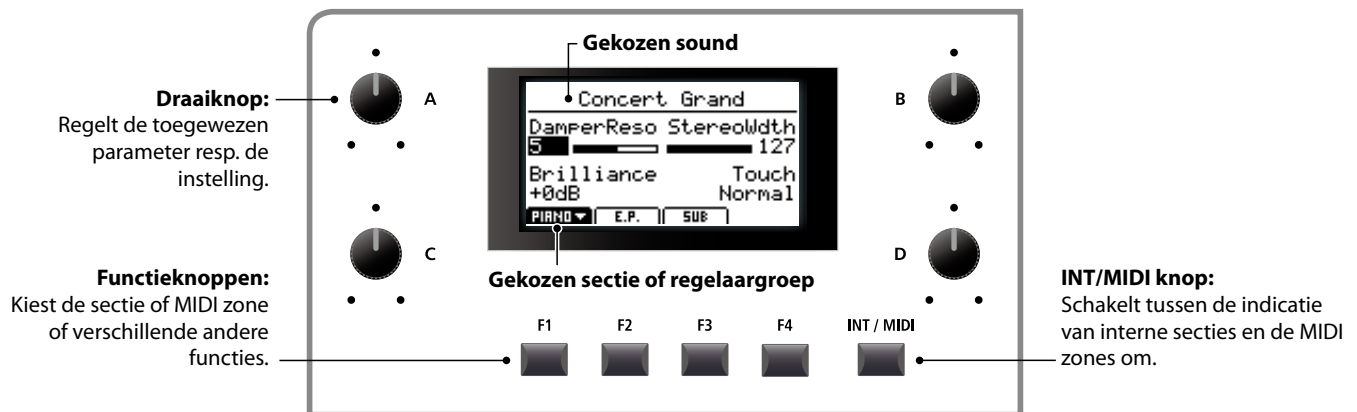 Gekozen sound
Draaiknop:
Regelt de toegewezen
parameter resp. de
instelling.
A
Concert Grand
DamperReso StereoWdth
5 127
Brilliance Touch
+0dB Normal
PIANO E.P. SUB
B
C
D
Gekozen sectie of regelaargroep
Functieknoppen:
Kiest de sectie of MIDI zone
of verschillende andere
functies.
F1 F2 F3 F4 INT / MIDI
INT/MIDI knop:
Schakelt tussen de indicatie
van interne secties en de MIDI
zones om.